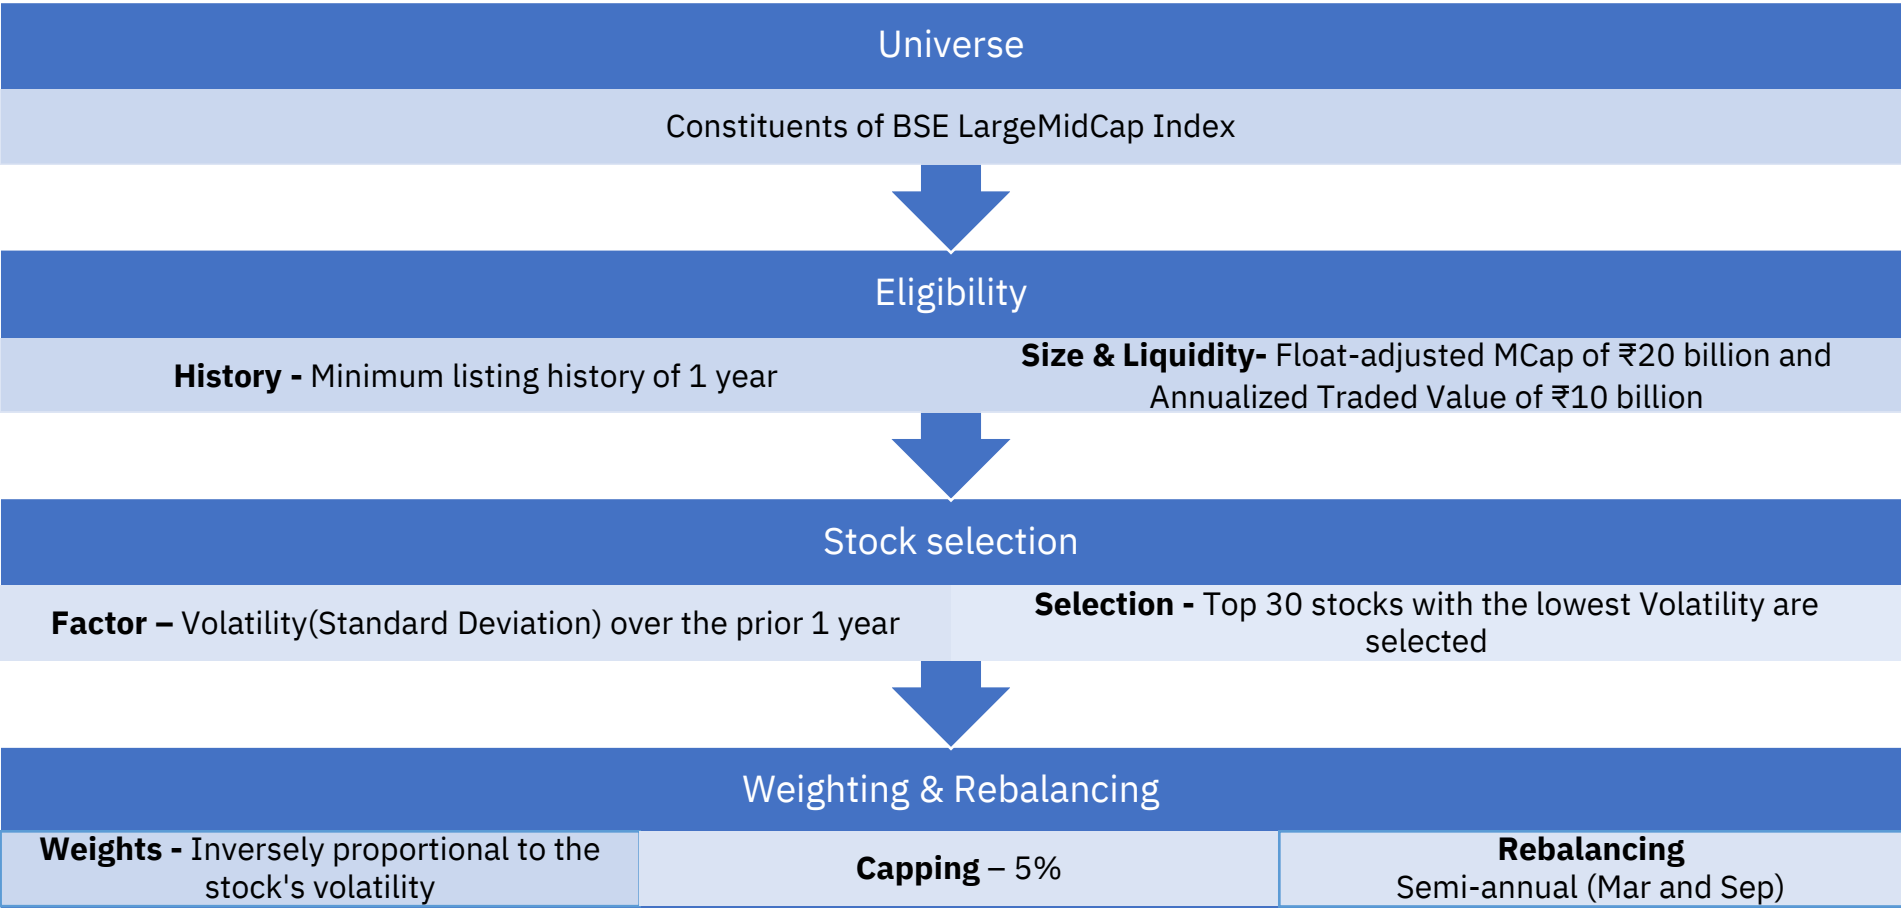 Universe
Constituents of BSE LargeMidCap Index
Eligibility
History - Minimum listing history of 1 year
Size & Liquidity- Float-adjusted MCap of ₹20 billion and
Annualized Traded Value of ₹10 billion
Stock selection
Factor – Volatility(Standard Deviation) over the prior 1 year
Selection - Top 30 stocks with the lowest Volatility are
selected
Weighting & Rebalancing
Weights - Inversely proportional to the
stock's volatility
Capping – 5%
Rebalancing
Semi-annual (Mar and Sep)